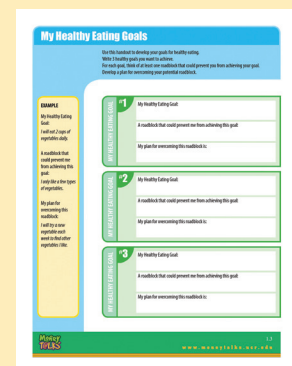 My Healthy Eating Goals
Use this handout to develop your goals for healthy eating.
Write 3 healthy goals you want to achieve.
For each goal, think of at least one roadblock that could prevent you from achieving your goal.
Develop a plan for overcoming your potential roadblock.
EXAMPLE
My Healthy Eating
Goal:
I will eat 2 cups of
vegetables daily.
A roadblock that
could prevent me
from achieving this
goal:
I only like a few types
of vegetables.
My plan for
overcoming this
roadblock:
I will try a new
vegetable each
week to find other
vegetables I like.
MY HEALTHY EATING GOAL
#1
My Healthy Eating Goal:
A roadblock that could prevent me from achieving this goal:
My plan for overcoming this roadblock is:
MY HEALTHY EATING GOAL
#2
My Healthy Eating Goal:
A roadblock that could prevent me from achieving this goal:
My plan for overcoming this roadblock is:
MY HEALTHY EATING GOAL
#3
My Healthy Eating Goal:
A roadblock that could prevent me from achieving this goal:
My plan for overcoming this roadblock is:
Money
TALKS
www.moneytalks.ucr.edu